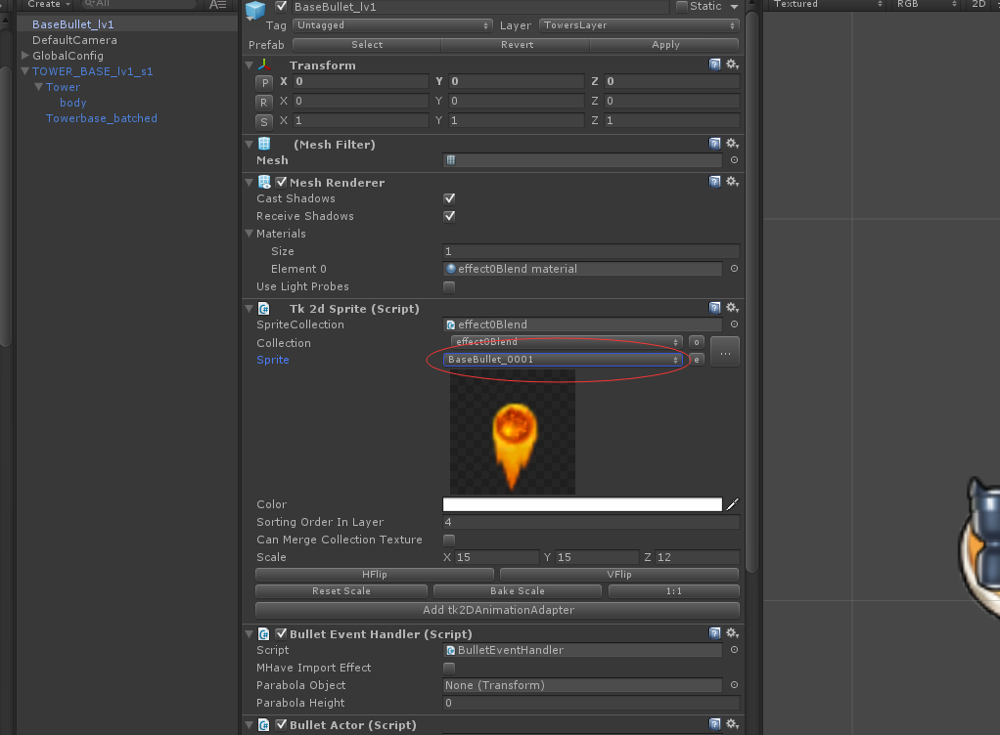 Create All
BaseBullet_lv1
DefaultCamera
GlobalConfig
TOWER_BASE_lv1_s1
Tower
body
Towerbase_batched
BaseBullet_lv1 Static
Tag Untagged Layer TowersLayer
Prefab Select Revert Apply
Transform
P X 0 Y 0 Z 0
R X 0 Y 0 Z 0
S X 1 Y 1 Z 1
(Mesh Filter)
Mesh
Mesh Renderer
Cast Shadows
Receive Shadows
Materials
Size 1
Element 0 effect0Blend material
Use Light Probes
Tk 2d Sprite (Script)
SpriteCollection effect0Blend
Collection effect0Blend o ...
Sprite BaseBullet_0001 e
Color
Sorting Order In Layer 4
Can Merge Collection Texture
Scale X 15 Y 15 Z 12
HFlip VFlip
Reset Scale Bake Scale 1:1
Add tk2DAnimationAdapter
Bullet Event Handler (Script)
Script BulletEventHandler
MHave Import Effect
Parabola Object None (Transform)
Parabola Height 0
Bullet Actor (Script)
Textured RGB 2D